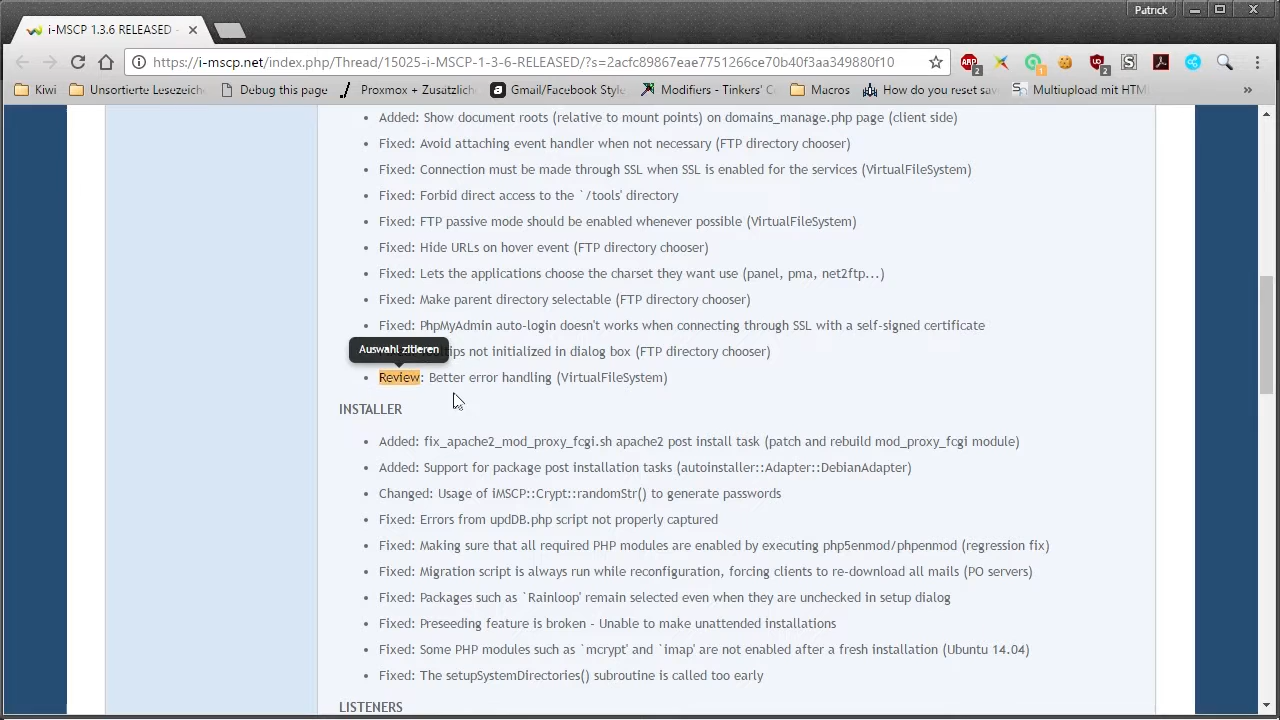 Patrick
i-MSCP 1.3.6 RELEASED -
https://i-mscp.net/index.php/Thread/15025-i-MSCP-1-3-6-RELEASED/?s=2acfc89867eae7751266ce70b40f3aa349880f10
ABP 2 1 2 S
Kiwi Unsortierte Lesezeich Debug this page Proxmox + Zusätzlich Gmail/Facebook Style Modifiers - Tinkers' C Macros How do you reset sav Multiupload mit HTM »
Added: Show document roots (relative to mount points) on domains_manage.php page (client side)
Fixed: Avoid attaching event handler when not necessary (FTP directory chooser)
Fixed: Connection must be made through SSL when SSL is enabled for the services (VirtualFileSystem)
Fixed: Forbid direct access to the `/tools' directory
Fixed: FTP passive mode should be enabled whenever possible (VirtualFileSystem)
Fixed: Hide URLs on hover event (FTP directory chooser)
Fixed: Lets the applications choose the charset they want use (panel, pma, net2ftp...)
Fixed: Make parent directory selectable (FTP directory chooser)
Fixed: PhpMyAdmin auto-login doesn't works when connecting through SSL with a self-signed certificate
Auswahl zitieren
not initialized in dialog box (FTP directory chooser)
Review: Better error handling (VirtualFileSystem)
INSTALLER
Added: fix_apache2_mod_proxy_fcgi.sh apache2 post install task (patch and rebuild mod_proxy_fcgi module)
Added: Support for package post installation tasks (autoinstaller::Adapter::DebianAdapter)
Changed: Usage of iMSCP::Crypt::randomStr() to generate passwords
Fixed: Errors from updDB.php script not properly captured
Fixed: Making sure that all required PHP modules are enabled by executing php5enmod/phpenmod (regression fix)
Fixed: Migration script is always run while reconfiguration, forcing clients to re-download all mails (PO servers)
Fixed: Packages such as `Rainloop' remain selected even when they are unchecked in setup dialog
Fixed: Preseeding feature is broken - Unable to make unattended installations
Fixed: Some PHP modules such as `mcrypt' and `imap' are not enabled after a fresh installation (Ubuntu 14.04)
Fixed: The setupSystemDirectories() subroutine is called too early
LISTENERS